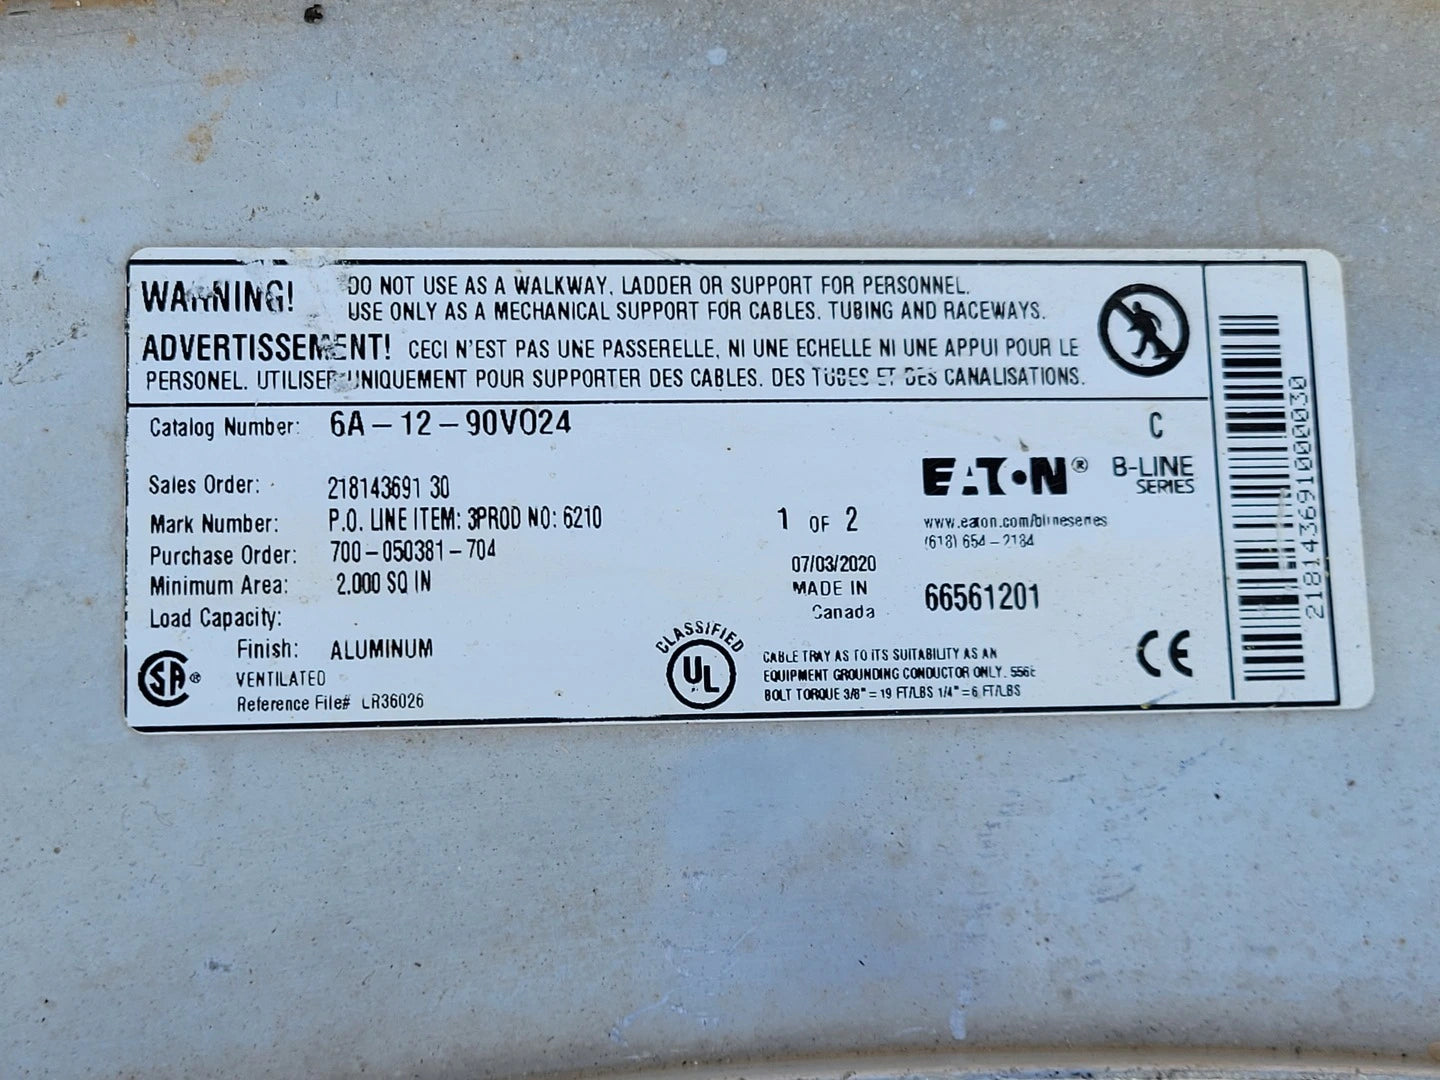 WARNING! DO NOT USE AS A WALKWAY, LADDER OR SUPPORT FOR PERSONNEL.
USE ONLY AS A MECHANICAL SUPPORT FOR CABLES, TUBING AND RACEWAYS.
ADVERTISSEMENT! CECI N'EST PAS UNE PASSERELLE, NI UNE ECHELLE NI UNE APPUI POUR LE
PERSONEL. UTILISER UNIQUEMENT POUR SUPPORTER DES CABLES. DES TUBES ET DES CANALISATIONS.
Catalog Number: 6A-12-90VO24
C
Sales Order: 218143691 30
Mark Number: P.O. LINE ITEM: 3PROD NO: 6210
Purchase Order: 700-050381-704
Minimum Area: 2.000 SQ IN
Load Capacity:
Finish: ALUMINUM
VENTILATED
Reference File# LR36026
SA®
1 OF 2
07/03/2020
MADE IN
Canada
EATON® B-LINE
SERIES
www.eaton.com/blineseries
(618) 654-2184
66561201
CLASSIFIED
UL
CABLE TRAY AS TO ITS SUITABILITY AS AN
EQUIPMENT GROUNDING CONDUCTOR ONLY. 556E
BOLT TORQUE 3/8"=19 FT/LBS 1/4"=6 FT/LBS
CE
218143691000030